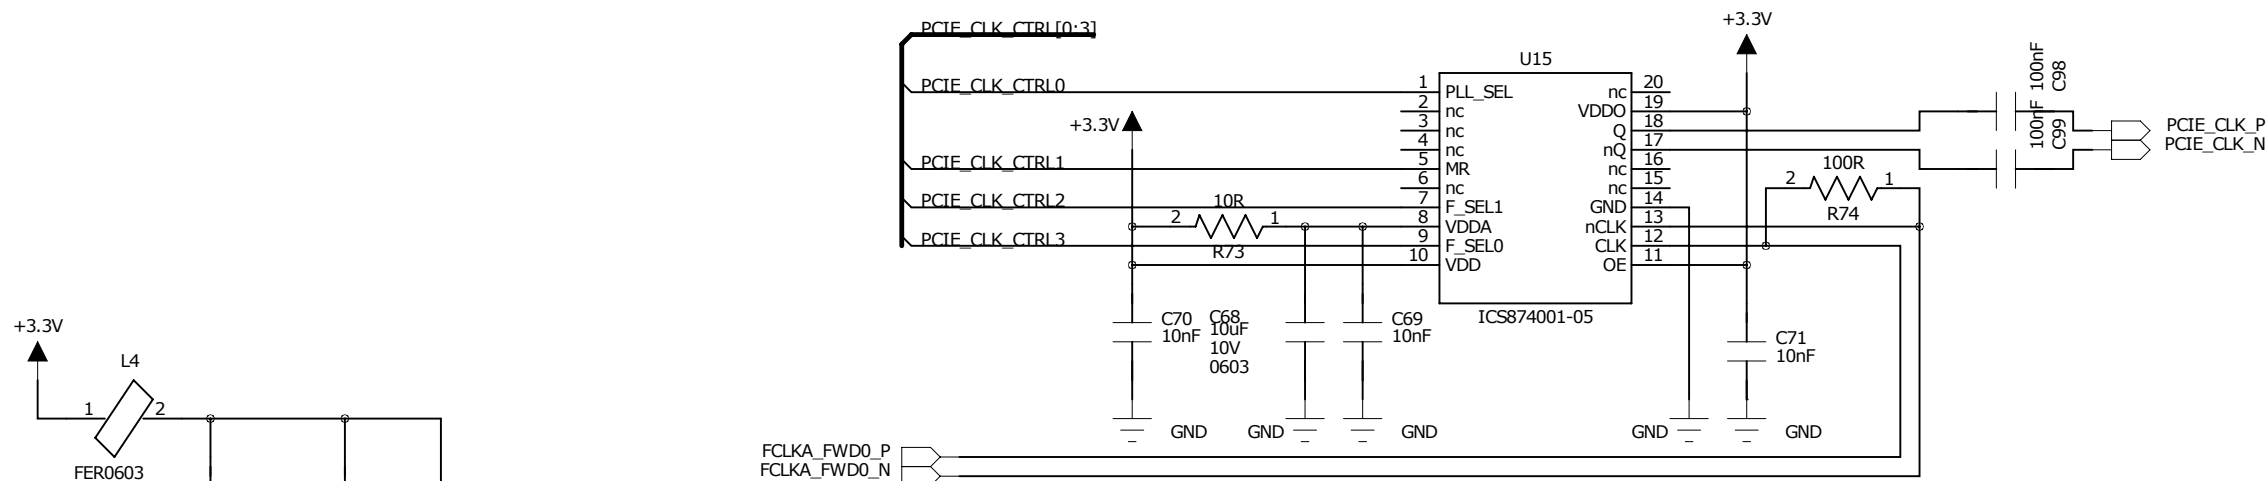 PCIE_CLK_CTRL[0:3]
+3.3V
U15
100nF
C98
PCIE_CLK_CTRL0
1
PLL_SEL
nc
20
2
nc
VDDO
19
+3.3V
3
nc
Q
18
100nF
C99
PCIE_CLK_P
4
nc
nQ
17
PCIE_CLK_N
PCIE_CLK_CTRL1
5
MR
nc
16
100R
6
nc
nc
15
2
1
PCIE_CLK_CTRL2
10R
7
F_SEL1
GND
14
R74
2
1
8
VDDA
nCLK
13
PCIE_CLK_CTRL3
R73
9
F_SEL0
CLK
12
10
VDD
OE
11
ICS874001-05
+3.3V
C70
10nF
C68
10uF
10V
0603
C69
10nF
C71
10nF
L4
1
2
FER0603
GND
GND
GND
GND
GND
FCLKA_FWD0_P
FCLKA_FWD0_N